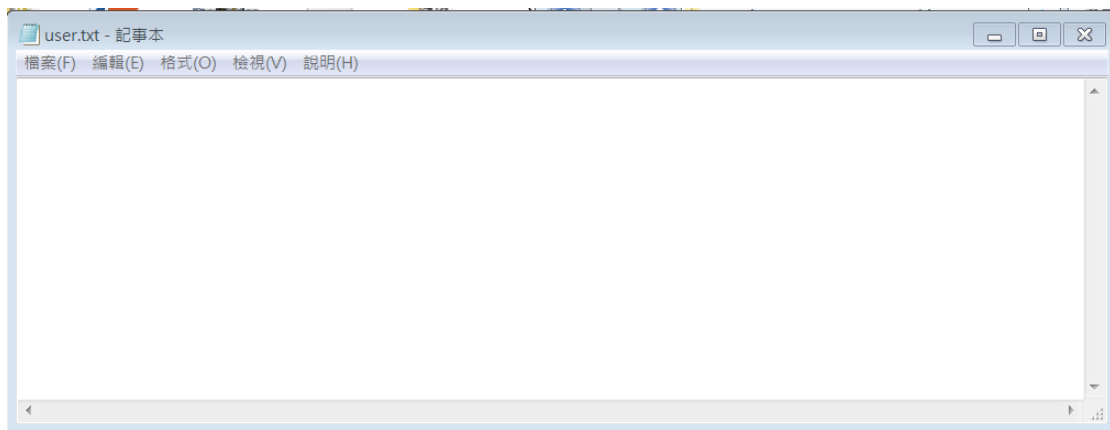 user.txt - 記事本
檔案(F) 編輯(E) 格式(O) 檢視(V) 說明(H)